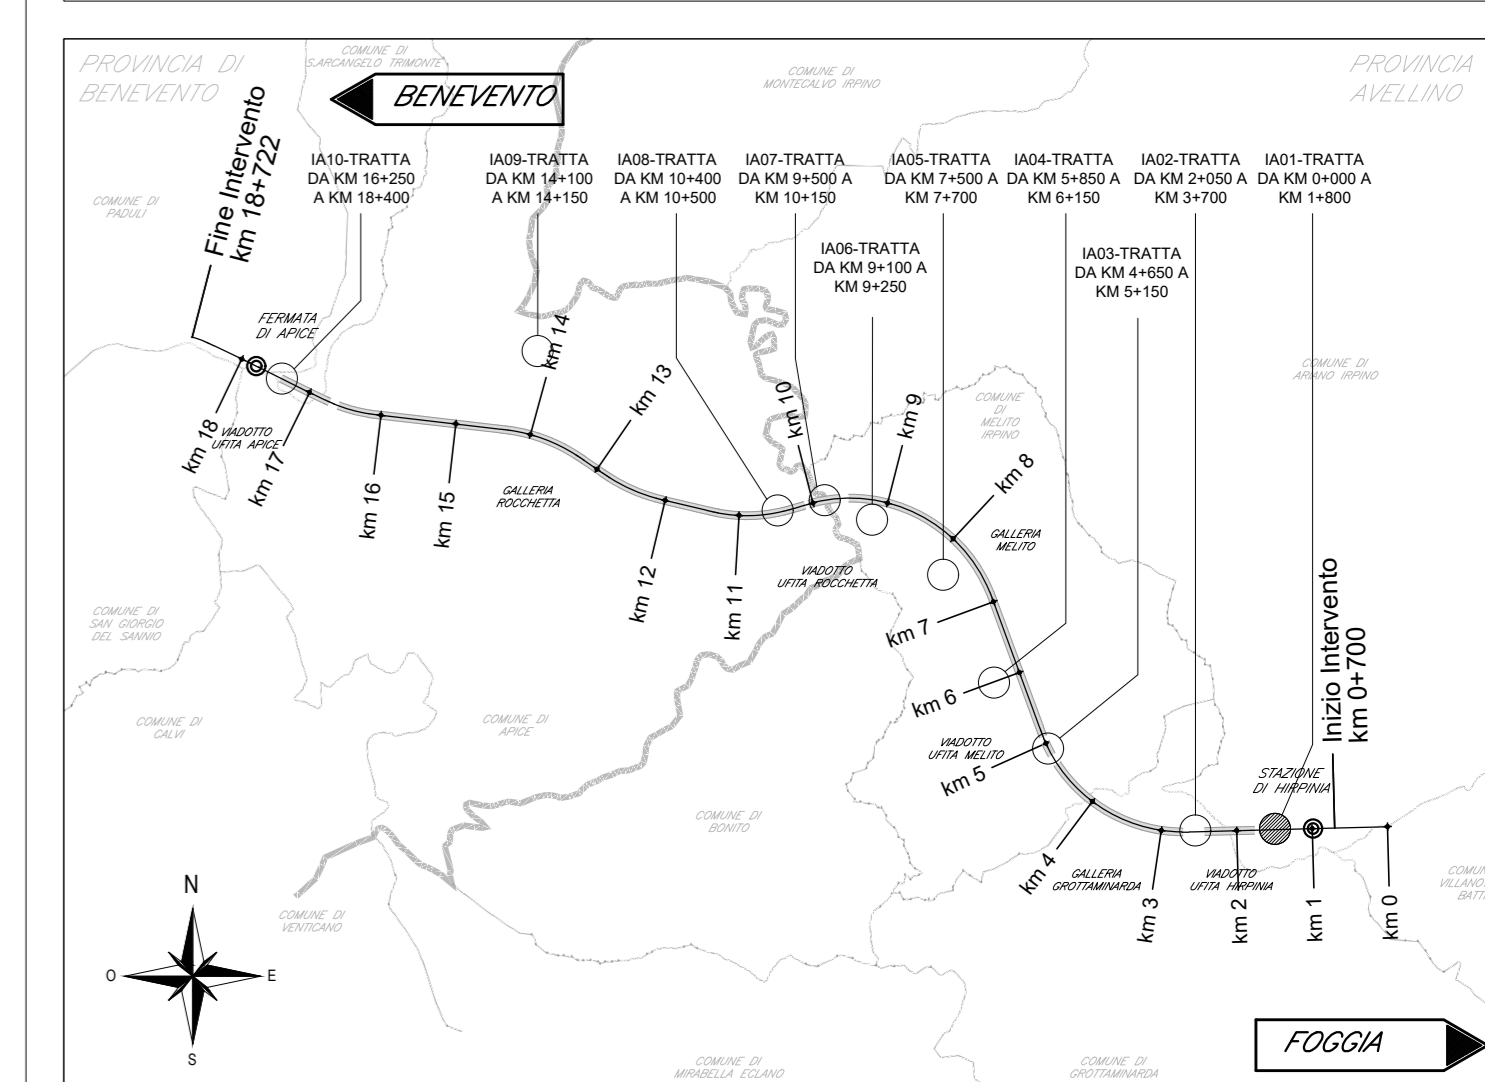 PROVINCIA DI
BENEVENTO
COMUNE DI
S.ARCANGELO TRIMONTE
BENEVENTO
COMUNE DI
MONTECALVO IRPINO
PROVINCIA
AVELLINO
Fine Intervento
km 18+722
IA10-TRATTA
DA KM 16+250
A KM 18+400
IA09-TRATTA
DA KM 14+100
A KM 14+150
IA08-TRATTA
DA KM 10+400
A KM 10+500
IA07-TRATTA
DA KM 9+500 A
KM 10+150
IA05-TRATTA
DA KM 7+500 A
KM 7+700
IA04-TRATTA
DA KM 5+850 A
KM 6+150
IA02-TRATTA
DA KM 2+050 A
KM 3+700
IA01-TRATTA
DA KM 0+000 A
KM 1+800
COMUNE DI
PADULI
IA06-TRATTA
DA KM 9+100 A
KM 9+250
IA03-TRATTA
DA KM 4+650 A
KM 5+150
FERMATA
DI APICE
km 14
km 13
km 10
km 9
COMUNE
DI
MELITO
IRPINO
COMUNE DI
ARIANO IRPINO
km 18
VIADOTTO
UFITA APICE
km 17
km 16
km 15
GALLERIA
ROCCHETTA
km 8
GALLERIA
MELITO
km 12
km 11
VIADOTTO
UFITA ROCCHETTA
km 7
COMUNE DI
SAN GIORGIO
DEL SANNIO
Inizio Intervento
km 0+700
km 6
COMUNE DI
CALVI
COMUNE DI
APICE
VIADOTTO
UFITA MELITO
km 5
STAZIONE
DI HIRPINIA
COMUNE DI
BONITO
km 4
GALLERIA
GROTTAMINARDA
km 3
VIADOTTO
UFITA HIRPINIA
km 2
km 1
km 0
COMUN
VILLANO
BATT
N
O
E
S
COMUNE DI
VENTICANO
FOGGIA
COMUNE DI
MIRABELLA ECLANO
COMUNE DI
GROTTAMINARDA